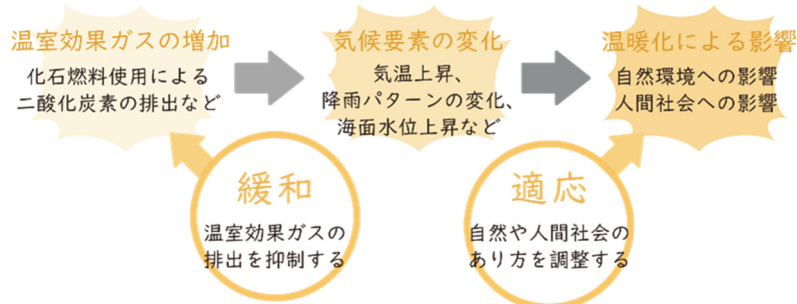 温室効果ガスの増加
化石燃料使用による
二酸化炭素の排出など
気候要素の変化
気温上昇、
降雨パターンの変化、
海面水位上昇など
温暖化による影響
自然環境への影響
人間社会への影響
緩和
温室効果ガスの
排出を抑制する
適応
自然や人間社会の
あり方を調整する